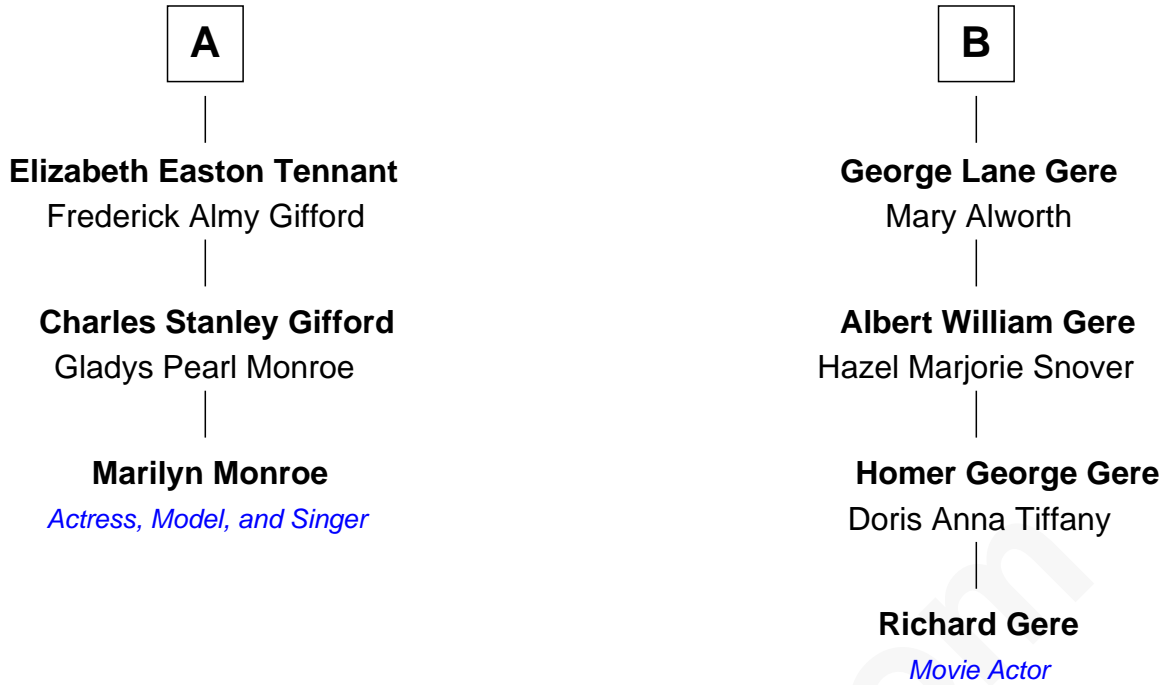 A
Elizabeth Easton Tennant
Frederick Almy Gifford
Charles Stanley Gifford
Gladys Pearl Monroe
Marilyn Monroe
Actress, Model, and Singer
B
George Lane Gere
Mary Alworth
Albert William Gere
Hazel Marjorie Snover
Homer George Gere
Doris Anna Tiffany
Richard Gere
Movie Actor
om